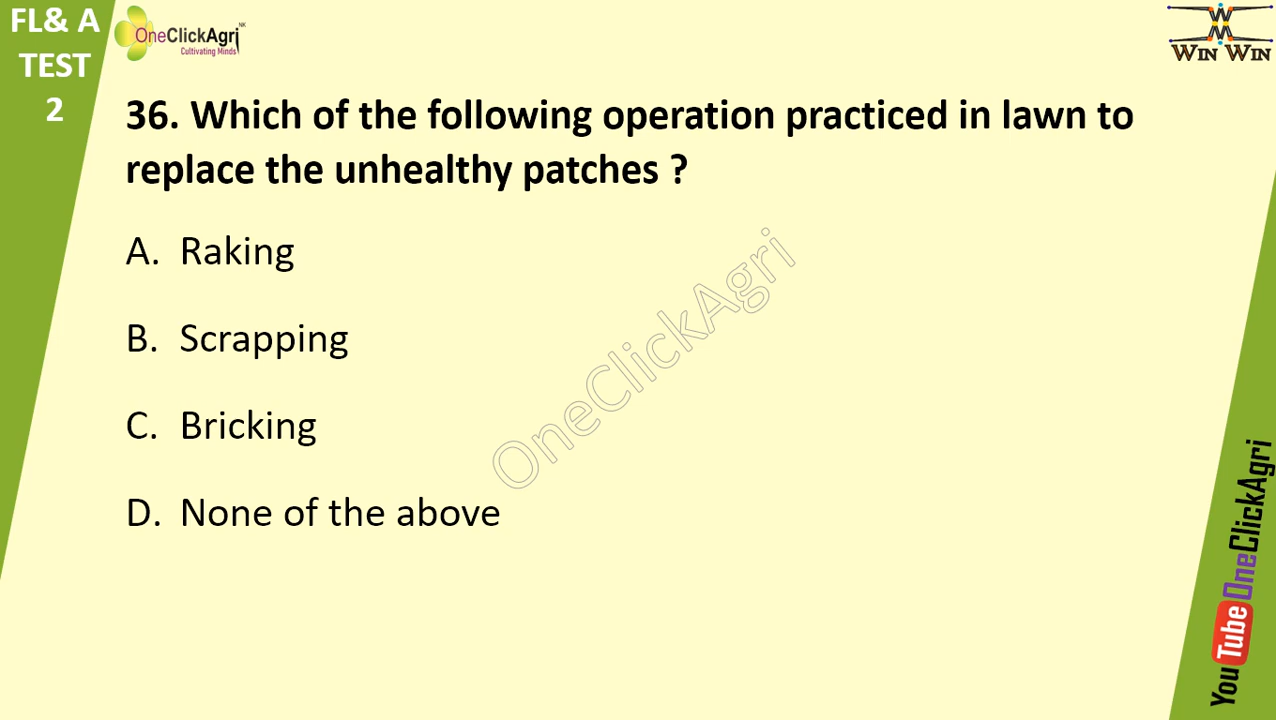 FL& A
TEST
2
OneClickAgri NK
Cultivating Minds
WIN WIN
36. Which of the following operation practiced in lawn to
replace the unhealthy patches ?
A. Raking
B. Scrapping
C. Bricking
D. None of the above
OneClickAgri
YouTube OneClickAgri